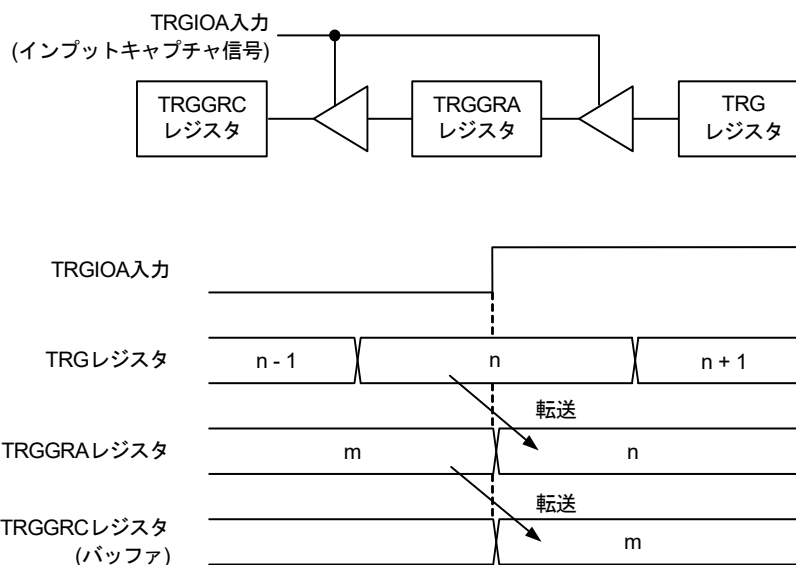 TRGIOA入力
(インプットキャプチャ信号)
TRGGRC
レジスタ
TRGGRA
レジスタ
TRG
レジスタ
TRGIOA入力
TRGレジスタ
n - 1
n
n + 1
転送
TRGGRAレジスタ
m
n
転送
TRGGRCレジスタ
(バッファ)
m